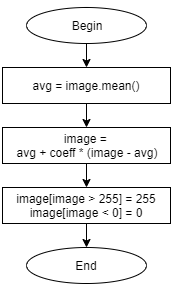 Begin
avg = image.mean()
image =
avg + coeff * (image - avg)
image[image > 255] = 255
image[image < 0] = 0
End